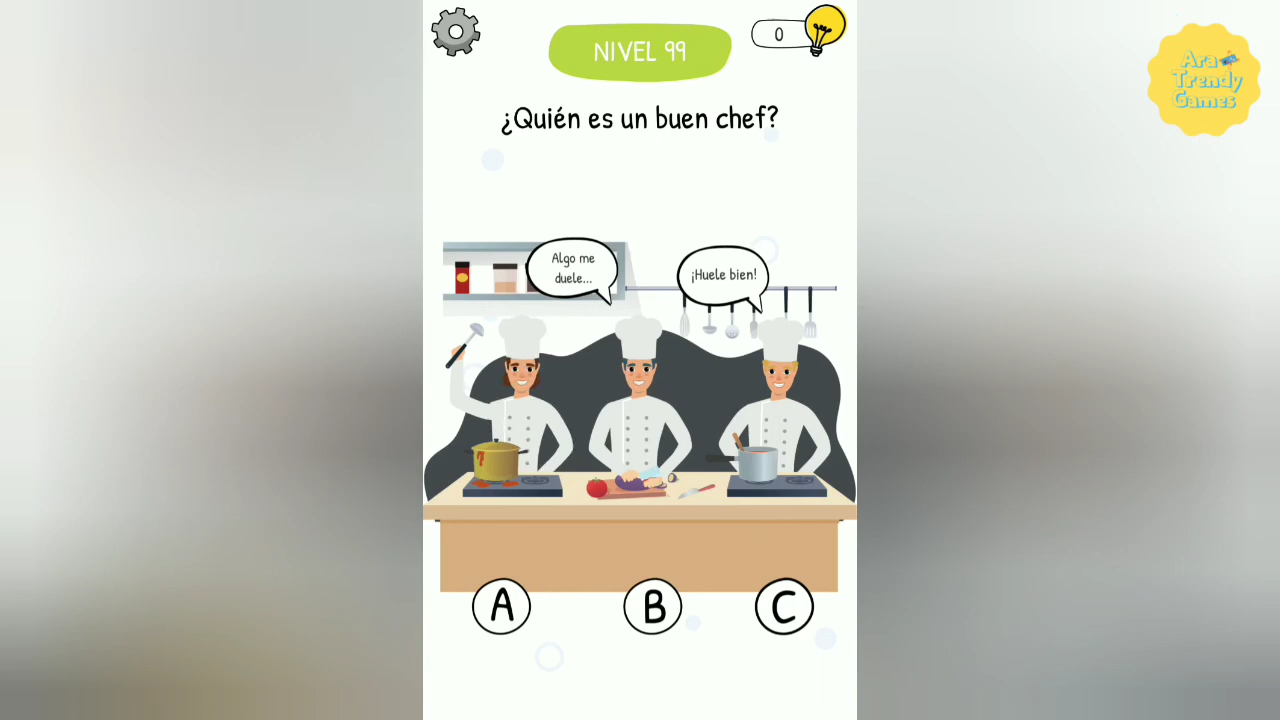 NIVEL 99
0
Ara
Trendy
Games
¿Quién es un buen chef?
Algo me
duele...
¡Huele bien!
A
B
C